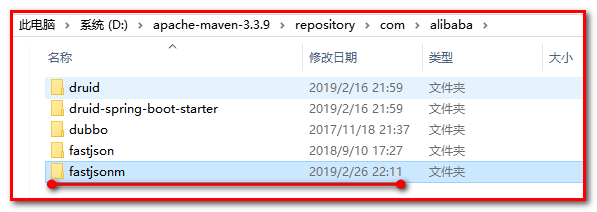 此电脑 › 系统 (D:) › apache-maven-3.3.9 › repository › com › alibaba ›
名称 修改日期 类型 大小
druid 2019/2/16 21:59 文件夹
druid-spring-boot-starter 2019/2/16 21:59 文件夹
dubbo 2017/11/18 21:37 文件夹
fastjson 2018/9/10 17:27 文件夹
fastjsonm 2019/2/26 22:11 文件夹